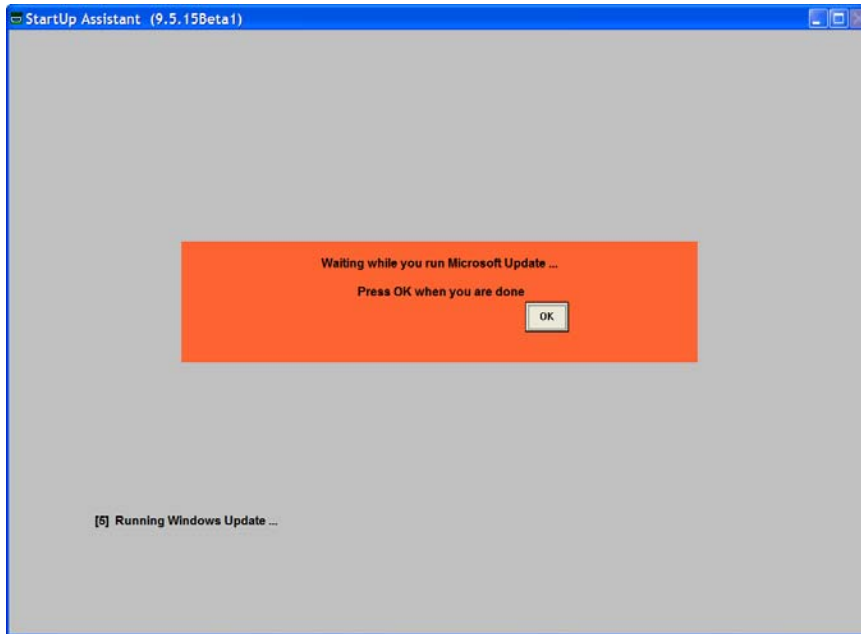 StartUp Assistant (9.5.15Beta1)
Waiting while you run Microsoft Update ...
Press OK when you are done
OK
[5] Running Windows Update ...